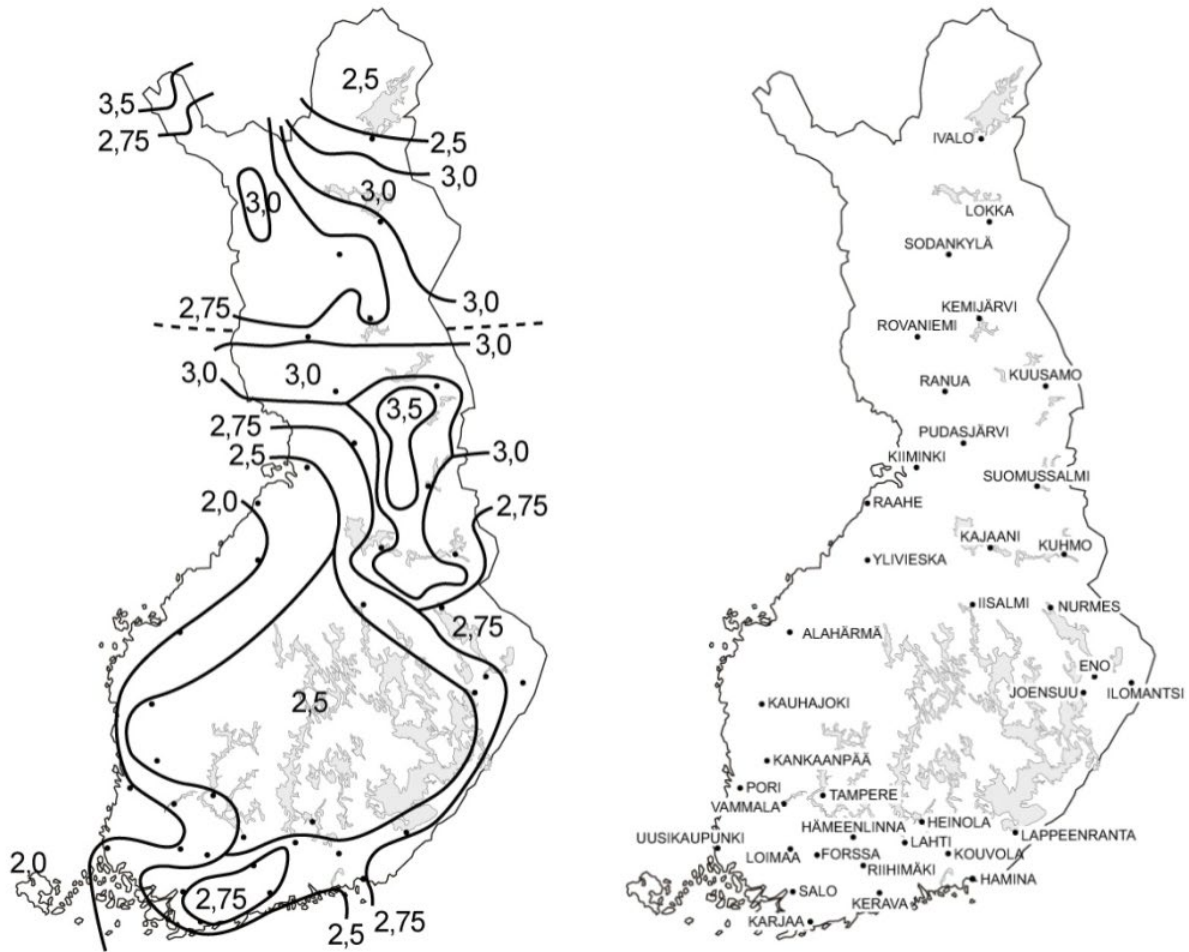 2,5
3,5
2,75
2,5
3,0
3,0
3,0
3,0
2,75
3,0
3,0
3,0
3,5
2,75
2,5
3,0
2,0
2,75
2,75
2,5
2,0
2,75
2,75
2,5
IVALO
LOKKA
SODANKYLÄ
KEMIJÄRVI
ROVANIEMI
RANUA
KUUSAMO
PUDASJÄRVI
KIIMINKI
SUOMUSSALMI
RAAHE
KAJAANI
KUHMO
YLIVIESKA
IISALMI
NURMES
ALAHÄRMÄ
ENO
JOENSUU
ILOMANTSI
KAUHAJOKI
KANKAANPÄÄ
PORI
TAMPERE
VAMMALA
HEINOLA
HÄMEENLINNA
UUSIKAUPUNKI
LAPPEENRANTA
LAHTI
LOIMAA
FORSSA
KOUVOLA
RIIHIMÄKI
HAMINA
SALO
KERAVA
KARJAA